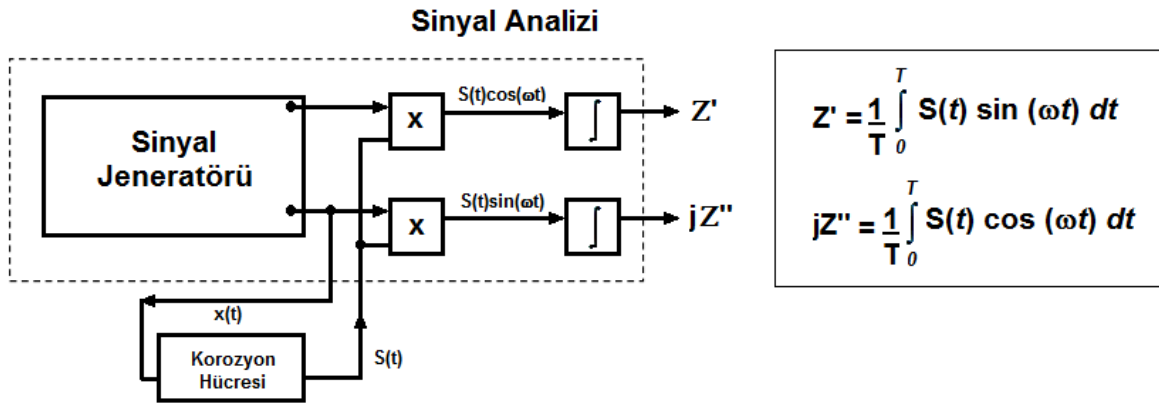 Sinyal Analizi
Sinyal
Jeneratörü
X
S(t)cos(ωt)
∫
Z'
X
S(t)sin(ωt)
∫
jZ"
x(t)
Korozyon
Hücresi
S(t)
Z' = 1/T ∫₀ᵀ S(t) sin (ωt) dt
jZ" = 1/T ∫₀ᵀ S(t) cos (ωt) dt